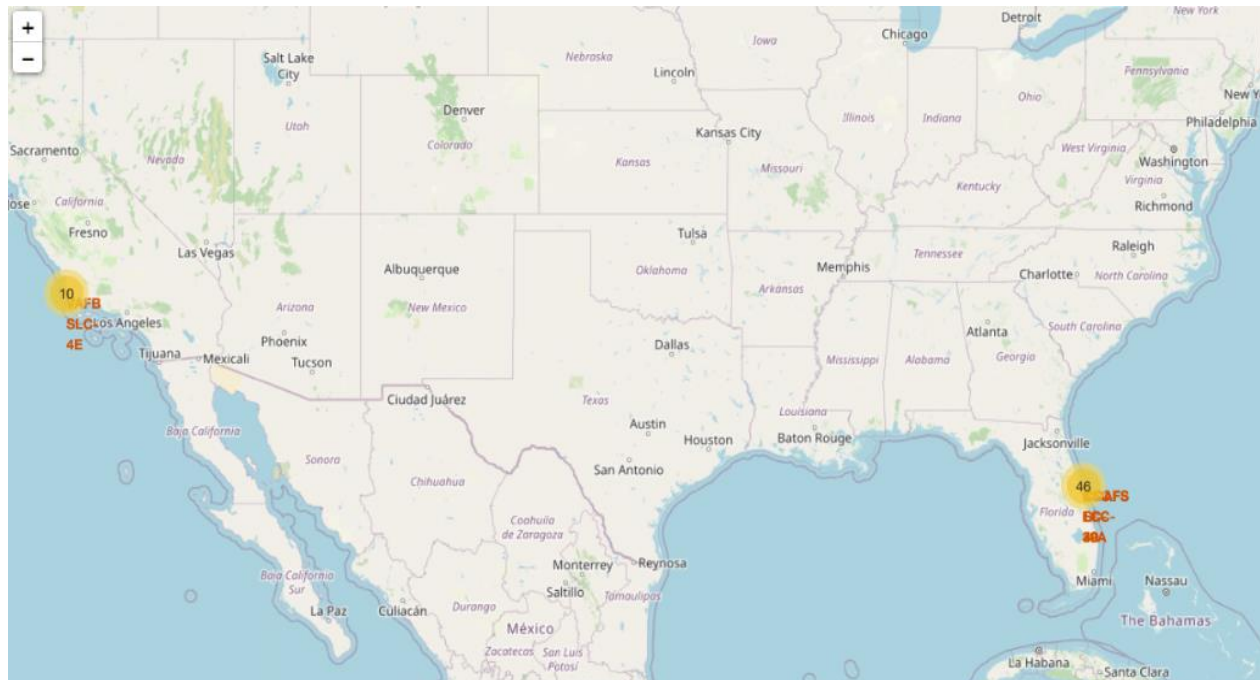 +
−
New York
Detroit
Chicago
Iowa
Nebraska
Salt Lake
City
Lincoln
Pennsylvania
Ohio
New Y
Denver
Illinois
Indiana
Philadelphia
Utah
Kansas City
Colorado
Sacramento
Nevada
Kansas
Missouri
West Virginia
Washington
Kentucky
Virginia
ose
California
Richmond
Fresno
Tulsa
Las Vegas
Raleigh
Tennessee
Albuquerque
Memphis
Oklahoma
Charlotte
North Carolina
10
AFB
Arizona
New Mexico
Arkansas
SLC-
Los Angeles
4E
Phoenix
Atlanta
South Carolina
Tijuana
Mexicali
Tucson
Dallas
Mississippi
Alabama
Georgia
Ciudad Juárez
Texas
Louisiana
Austin
Baja California
Houston
Baton Rouge
Jacksonville
Sonora
San Antonio
Chihuahua
46
AFS
Florida
Coahuila
de Zaragoza
Monterrey
Reynosa
Baja California
Sur
Saltillo
Miami
Nassau
Tamaulipas
La Paz
Culiacán
Durango
The Bahamas
México
Zacatecas
San Luis
Potosí
La Habana
Santa Clara